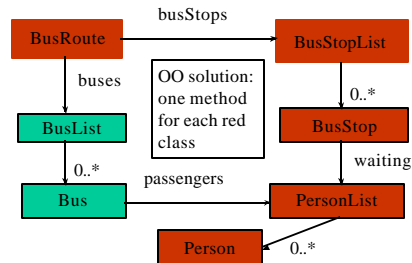 busStops
BusRoute
BusStopList
buses
OO solution:
one method
for each red
class
0..*
BusList
BusStop
0..*
passengers
waiting
Bus
PersonList
Person
0..*